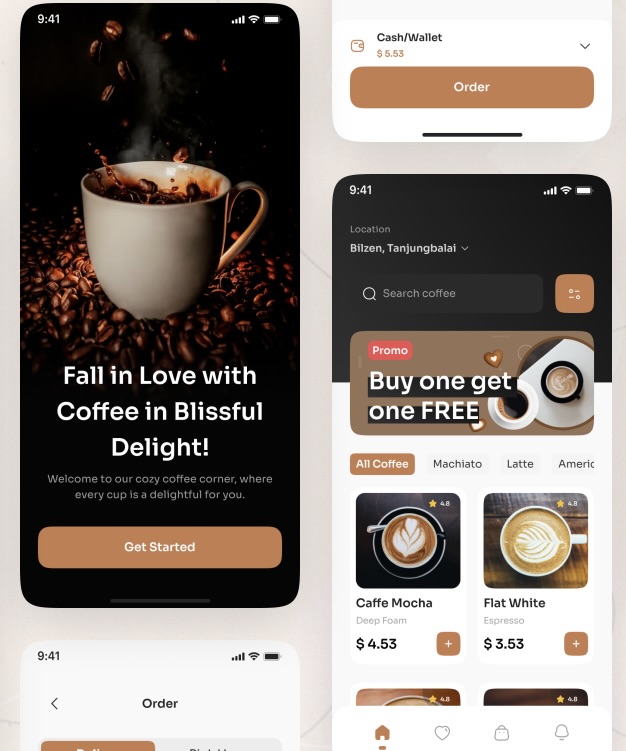 9:41
Fall in Love with
Coffee in Blissful
Delight!
Welcome to our cozy coffee corner, where
every cup is a delightful for you.
Get Started
9:41
Order
Cash/Wallet
$ 5.53
Order
9:41
Location
Bilzen, Tanjungbalai
Search coffee
Promo
Buy one get
one FREE
All Coffee Machiato Latte Americ
4.8 4.8
Caffe Mocha Flat White
Deep Foam Espresso
$ 4.53 + $ 3.53 +
4.8 4.8